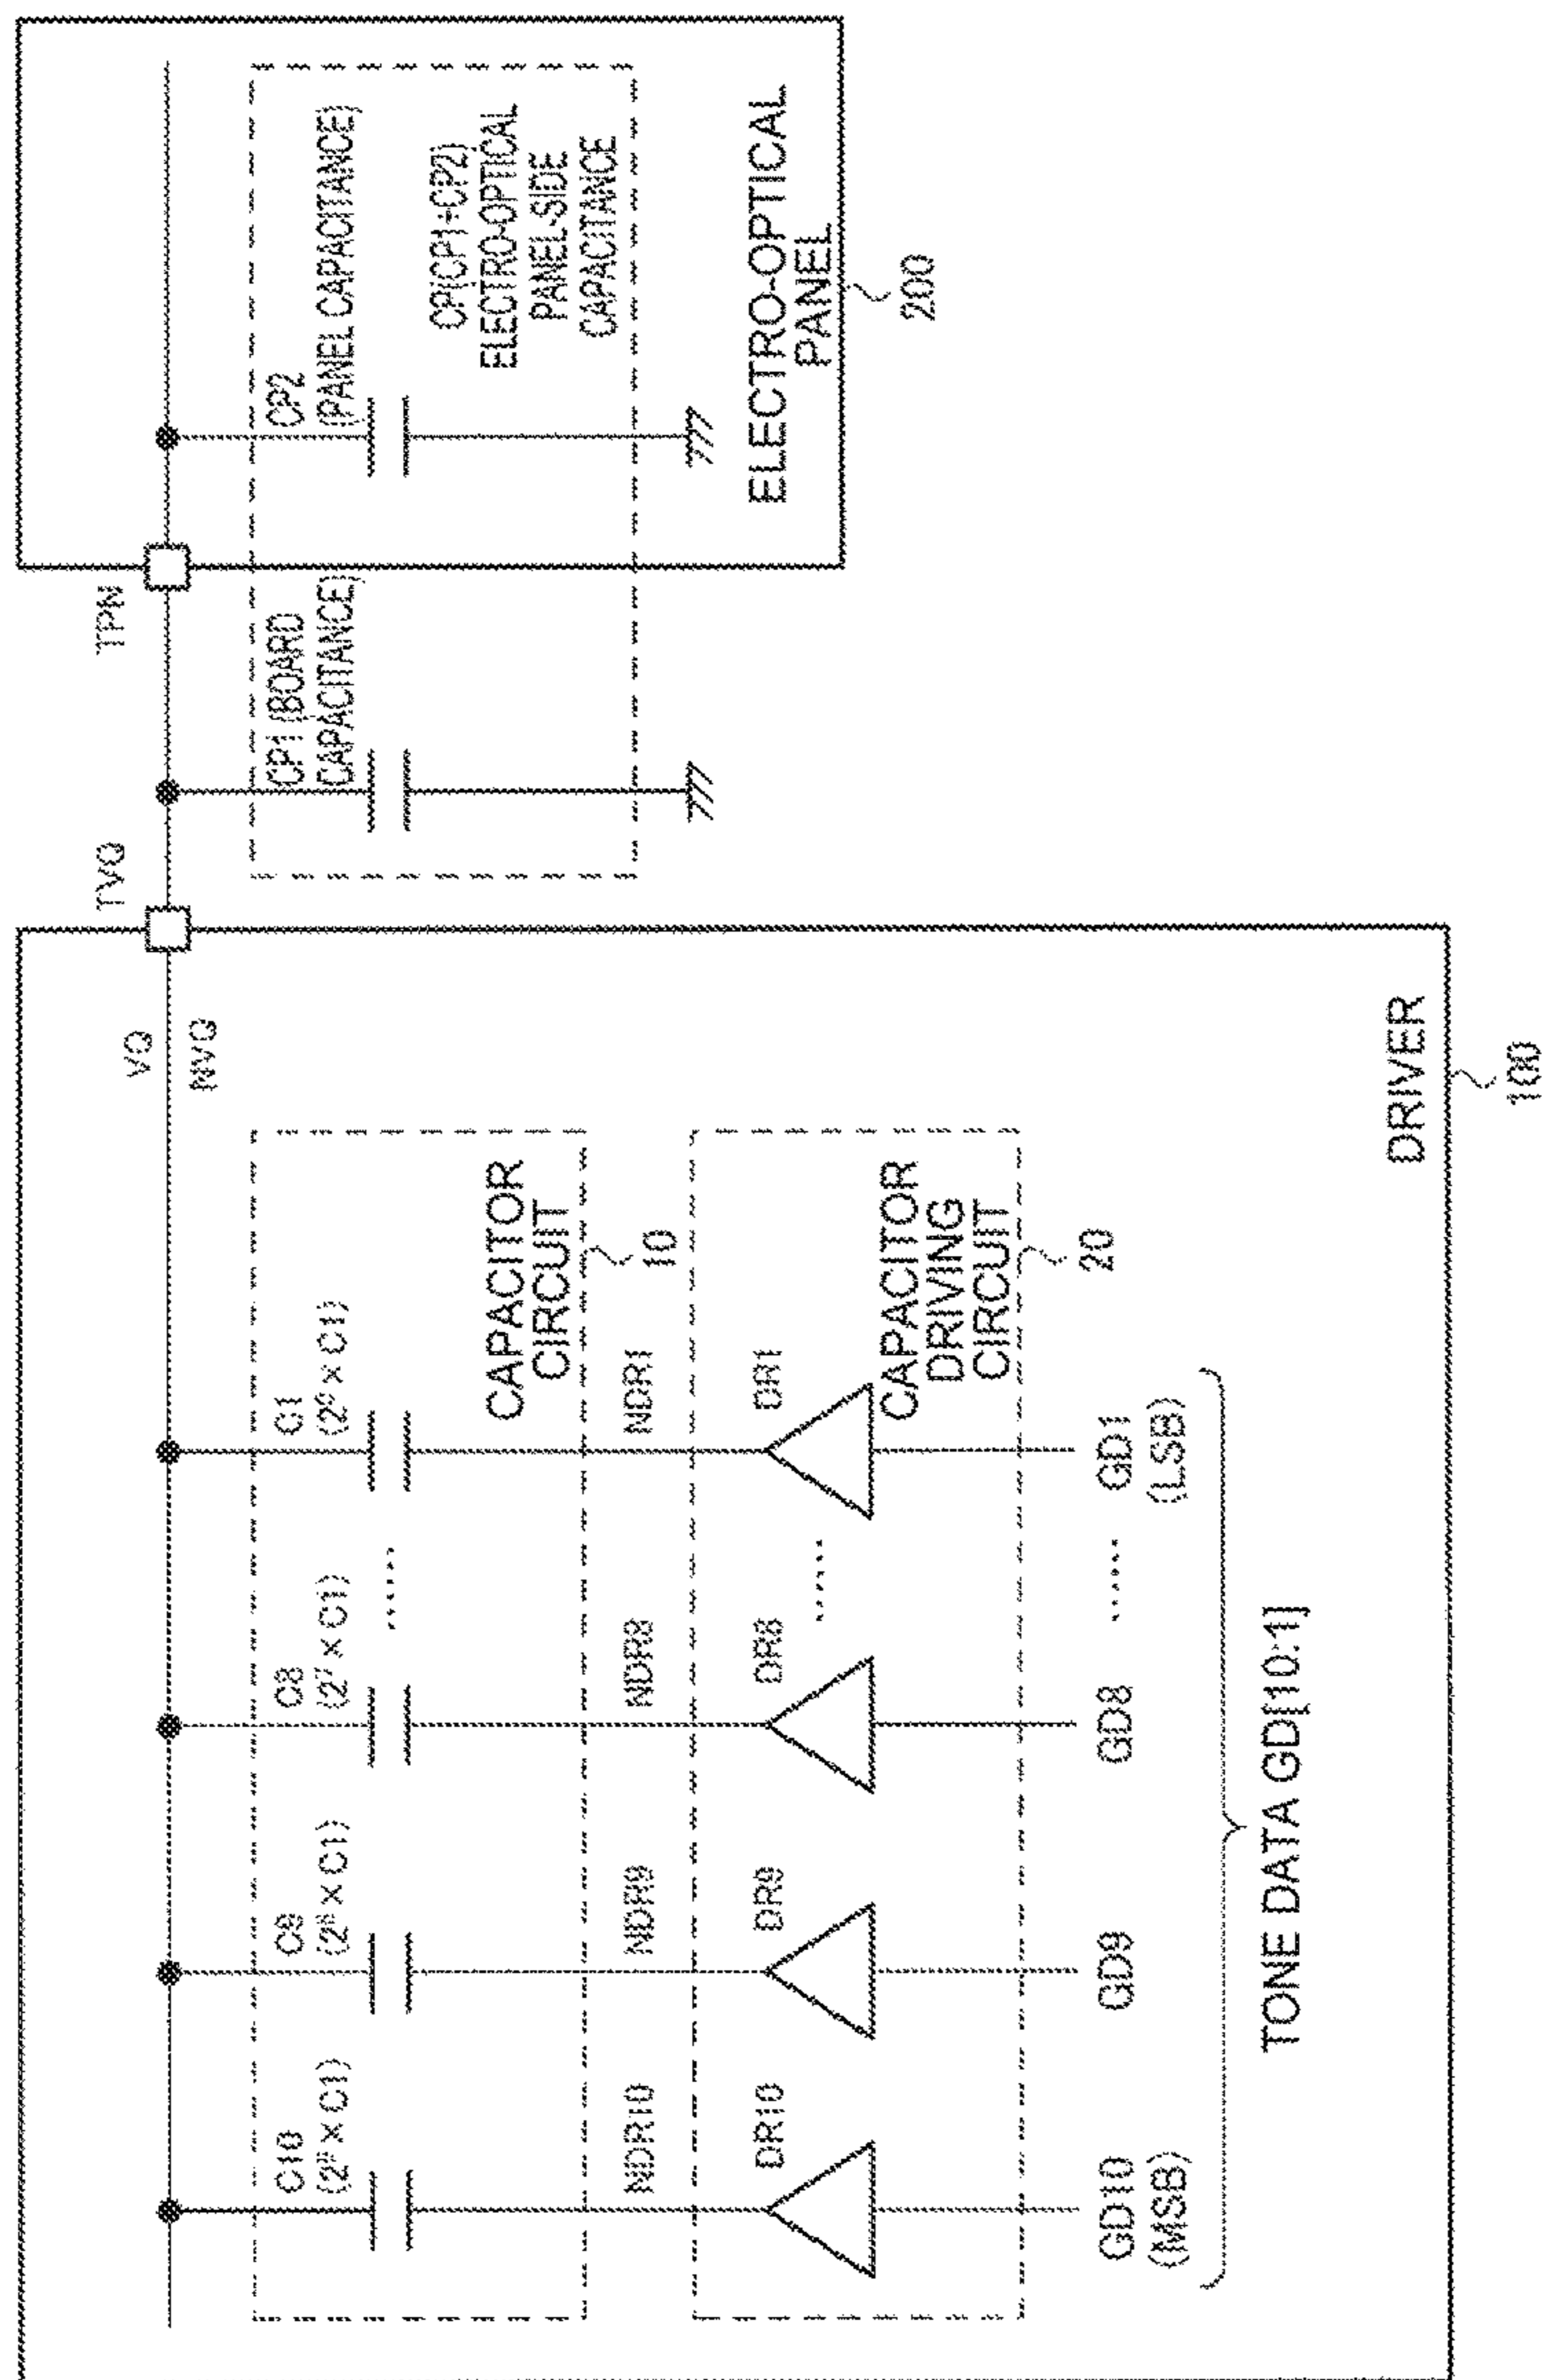 VQ
NVQ
TVQ
TPN
C10
(2⁹×C1)
C9
(2⁸×C1)
C8
(2⁷×C1)
C1
(2⁰×C1)
CAPACITOR
CIRCUIT
10
CP1 (BOARD
CAPACITANCE)
CP2
(PANEL CAPACITANCE)
CP(CP1+CP2)
ELECTRO-OPTICAL
PANEL-SIDE
CAPACITANCE
ELECTRO-OPTICAL
PANEL
200
NDR10
NDR9
NDR8
NDR1
DR10
DR9
DR8
DR1
CAPACITOR
DRIVING
CIRCUIT
20
GD10
(MSB)
GD9
GD8
GD1
(LSB)
TONE DATA GD[10:1]
DRIVER
100